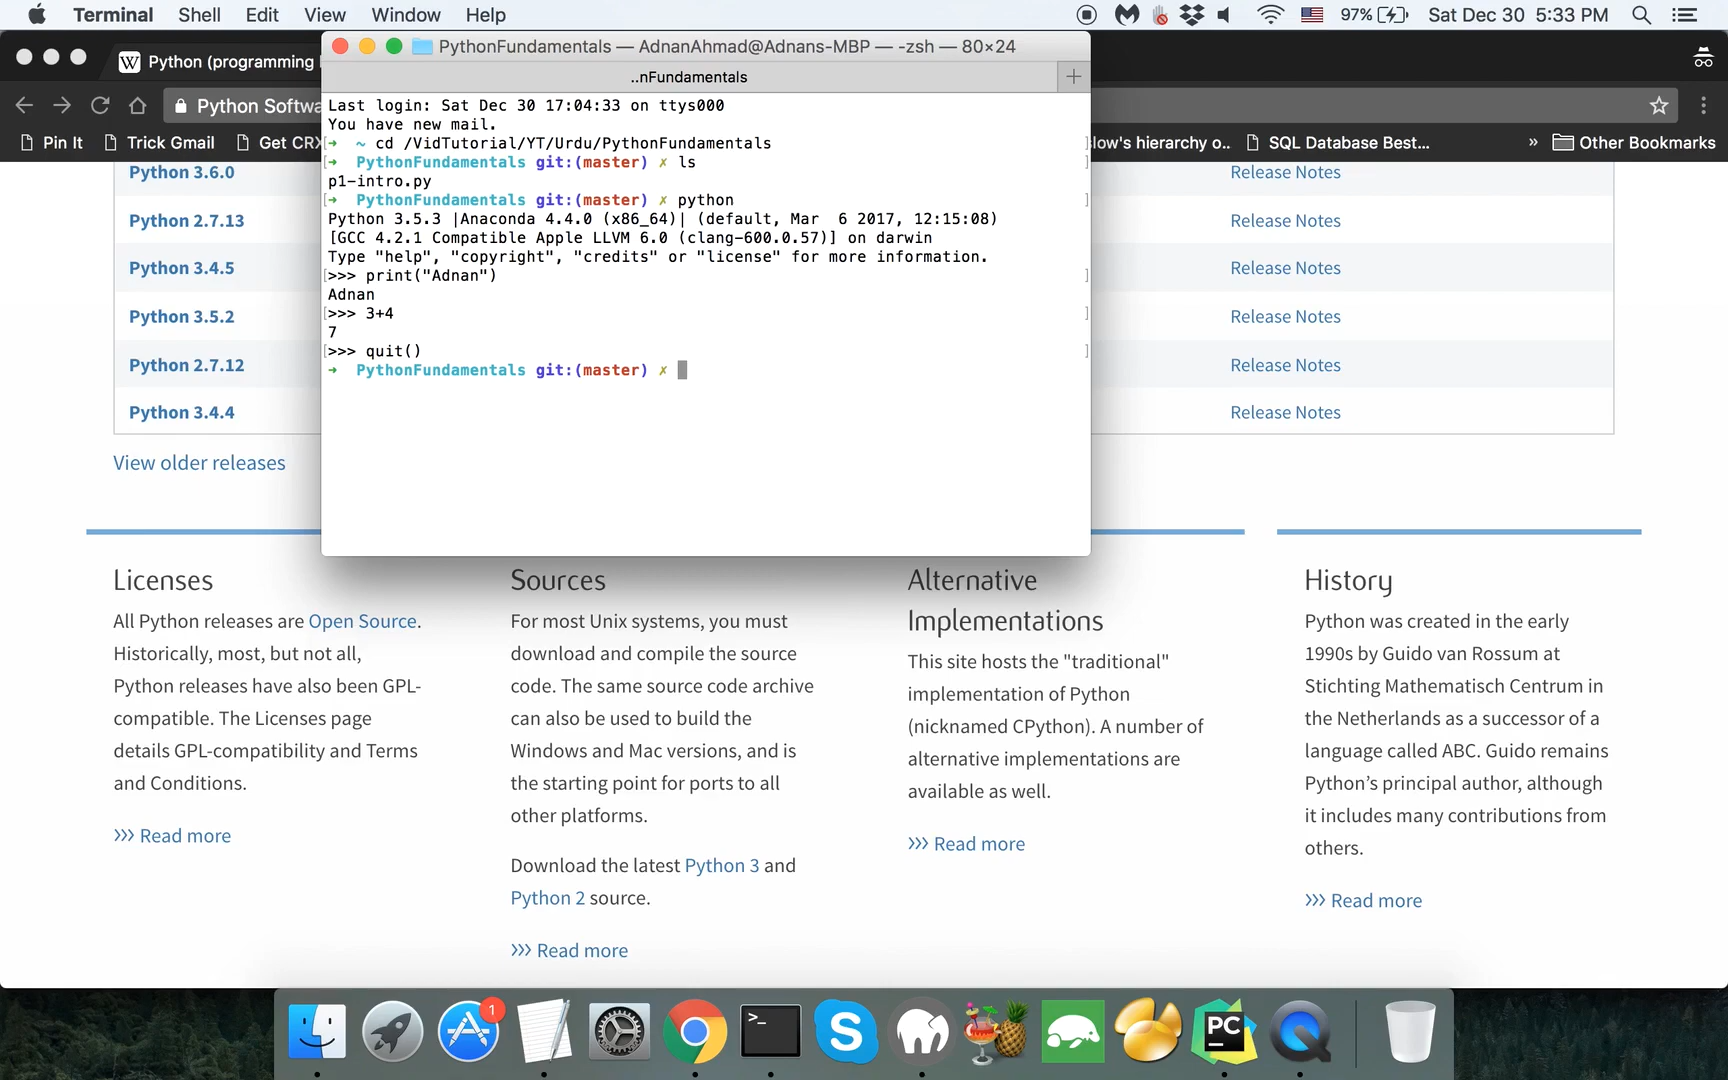 Terminal Shell Edit View Window Help 97% Sat Dec 30 5:33 PM
PythonFundamentals — AdnanAhmad@Adnans-MBP — -zsh — 80×24
W Python (programming
..nFundamentals +
Python Softwa
Pin It Trick Gmail Get CRX low's hierarchy o.. SQL Database Best... » Other Bookmarks
Last login: Sat Dec 30 17:04:33 on ttys000
You have new mail.
[➜ ~ cd /VidTutorial/YT/Urdu/PythonFundamentals ]
[➜ PythonFundamentals git:(master) ✗ ls ]
p1-intro.py
[➜ PythonFundamentals git:(master) ✗ python ]
Python 3.5.3 |Anaconda 4.4.0 (x86_64)| (default, Mar 6 2017, 12:15:08)
[GCC 4.2.1 Compatible Apple LLVM 6.0 (clang-600.0.57)] on darwin
Type "help", "copyright", "credits" or "license" for more information.
[>>> print("Adnan") ]
Adnan
[>>> 3+4 ]
7
[>>> quit() ]
➜ PythonFundamentals git:(master) ✗
Python 3.6.0 Release Notes
Python 2.7.13 Release Notes
Python 3.4.5 Release Notes
Python 3.5.2 Release Notes
Python 2.7.12 Release Notes
Python 3.4.4 Release Notes
View older releases
Licenses
All Python releases are Open Source.
Historically, most, but not all,
Python releases have also been GPL-
compatible. The Licenses page
details GPL-compatibility and Terms
and Conditions.
>>> Read more
Sources
For most Unix systems, you must
download and compile the source
code. The same source code archive
can also be used to build the
Windows and Mac versions, and is
the starting point for ports to all
other platforms.
Download the latest Python 3 and
Python 2 source.
>>> Read more
Alternative
Implementations
This site hosts the "traditional"
implementation of Python
(nicknamed CPython). A number of
alternative implementations are
available as well.
>>> Read more
History
Python was created in the early
1990s by Guido van Rossum at
Stichting Mathematisch Centrum in
the Netherlands as a successor of a
language called ABC. Guido remains
Python's principal author, although
it includes many contributions from
others.
>>> Read more
1
>_
S
PC